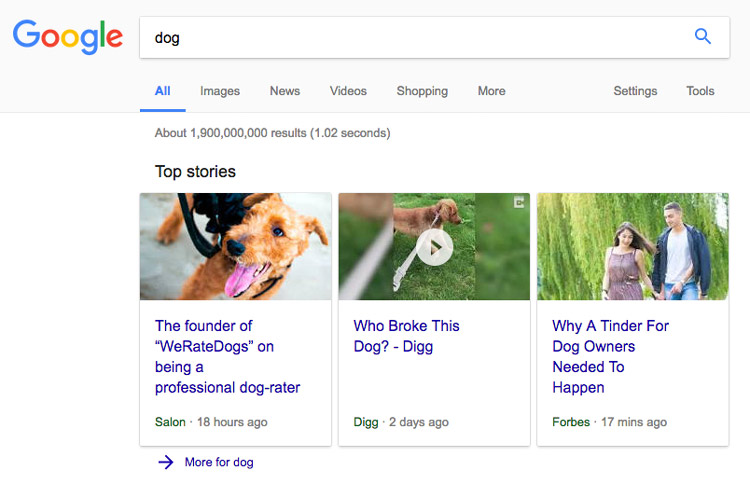 Google
dog
All Images News Videos Shopping More Settings Tools
About 1,900,000,000 results (1.02 seconds)
Top stories
The founder of
“WeRateDogs” on
being a
professional dog-rater
Salon · 18 hours ago
Who Broke This
Dog? - Digg
Digg · 2 days ago
Why A Tinder For
Dog Owners
Needed To
Happen
Forbes · 17 mins ago
→ More for dog